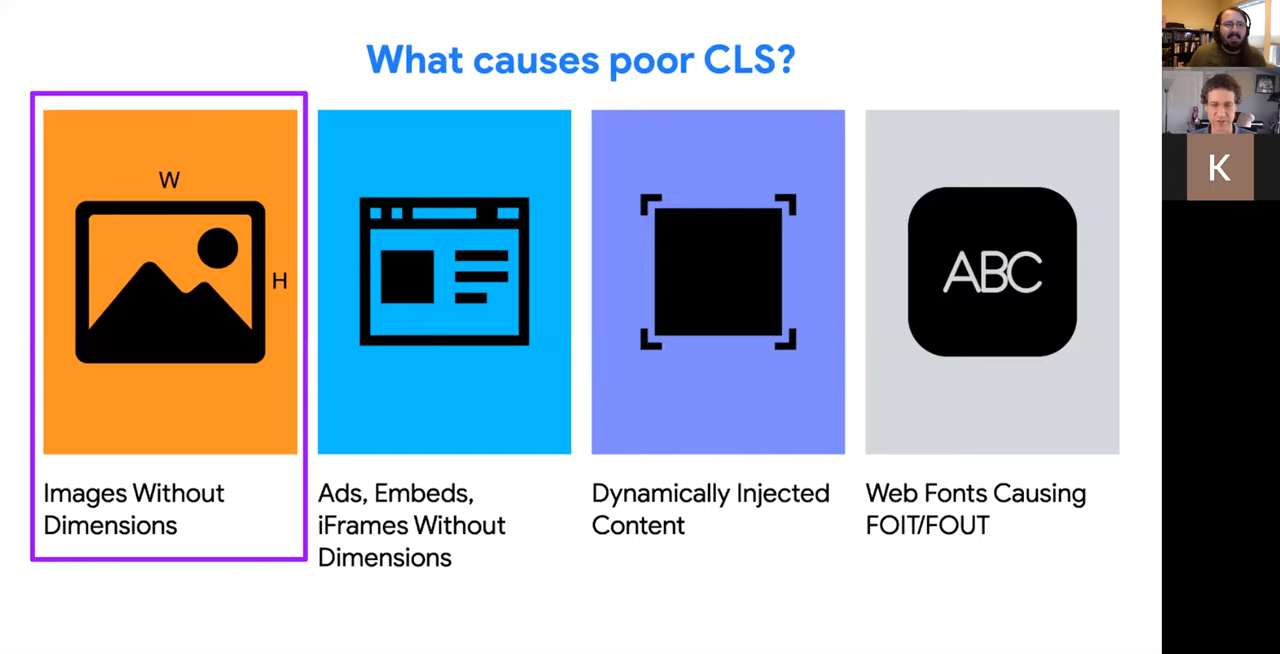 What causes poor CLS?
W
H
ABC
Images Without
Dimensions
Ads, Embeds,
iFrames Without
Dimensions
Dynamically Injected
Content
Web Fonts Causing
FOIT/FOUT
K